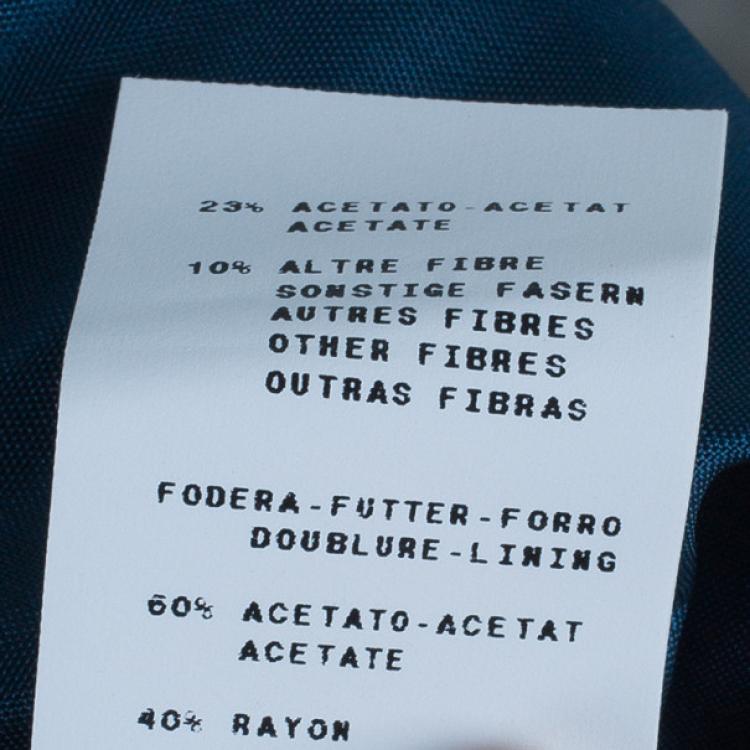 23% ACETATO-ACETAT
ACETATE
10% ALTRE FIBRE
SONSTIGE FASERN
AUTRES FIBRES
OTHER FIBRES
OUTRAS FIBRAS
FODERA-FUTTER-FORRO
DOUBLURE-LINING
60% ACETATO-ACETAT
ACETATE
40% RAYON